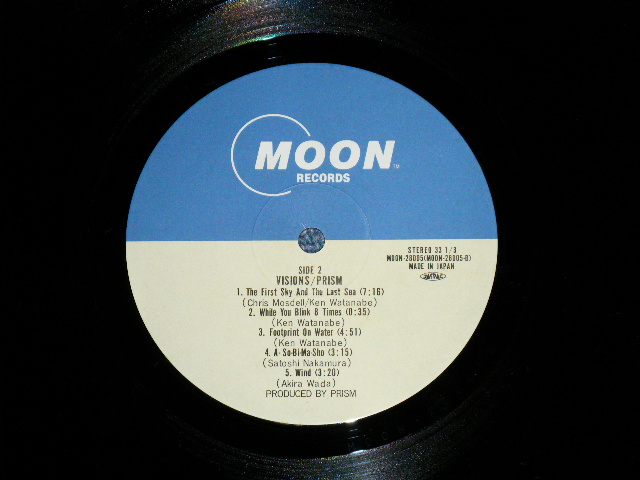 MOON™
RECORDS
STEREO 33 1/3
MOON-28005(MOON-28005-B)
MADE IN JAPAN
SIDE 2
VISIONS/PRISM
1. The First Sky And The Last Sea (7:16)
(Chris Mosdell/Ken Watanabe)
2. While You Blink 8 Times (0:35)
(Ken Watanabe)
3. Footprint On Water (4:51)
(Ken Watanabe)
4. A·So·Bi·Ma·Sho (3:15)
(Satoshi Nakamura)
5. Wind (3:20)
(Akira Wada)
PRODUCED BY PRISM